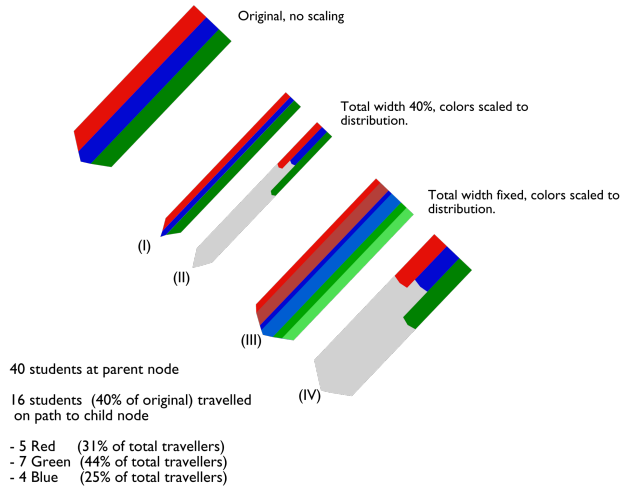 Original, no scaling
Total width 40%, colors scaled to
distribution.
(I)
(II)
Total width fixed, colors scaled to
distribution.
(III)
(IV)
40 students at parent node
16 students (40% of original) travelled
on path to child node
- 5 Red (31% of total travellers)
- 7 Green (44% of total travellers)
- 4 Blue (25% of total travellers)